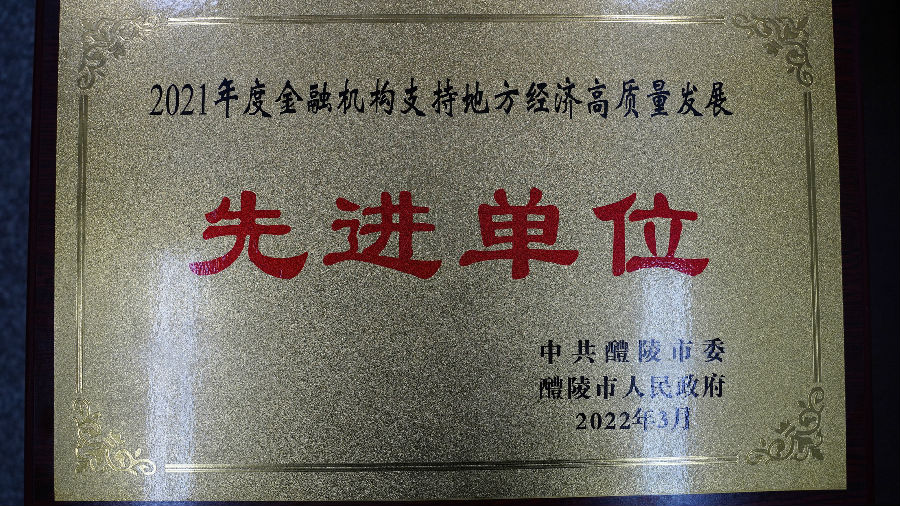 2021年度金融机构支持地方经济高质量发展
先进单位
中共醴陵市委
醴陵市人民政府
2022年3月